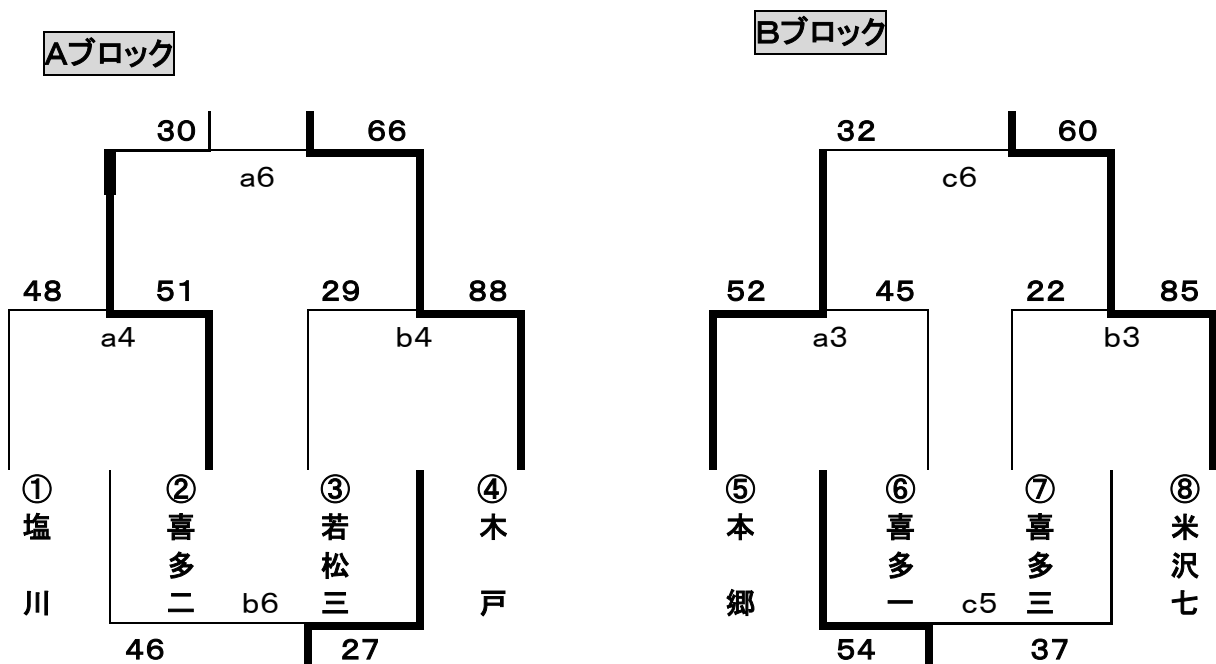 Aブロック
Bブロック
30 66
32 60
a6
c6
48 51 29 88
52 45 22 85
a4 b4
a3 b3
①塩川
②喜多二
③若松三
④木戸
⑤本郷
⑥喜多一
⑦喜多三
⑧米沢七
b6
c5
46 27
54 37